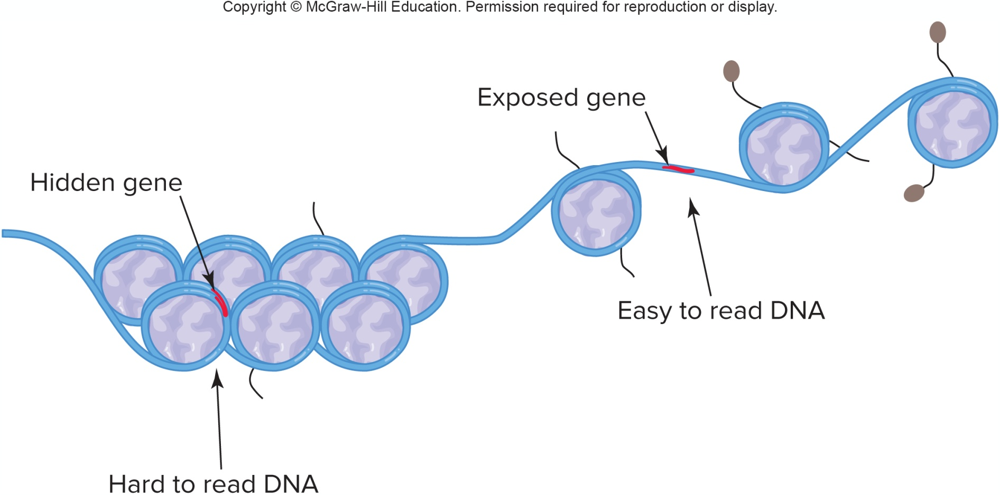 Copyright © McGraw-Hill Education. Permission required for reproduction or display.
Exposed gene
Hidden gene
Easy to read DNA
Hard to read DNA